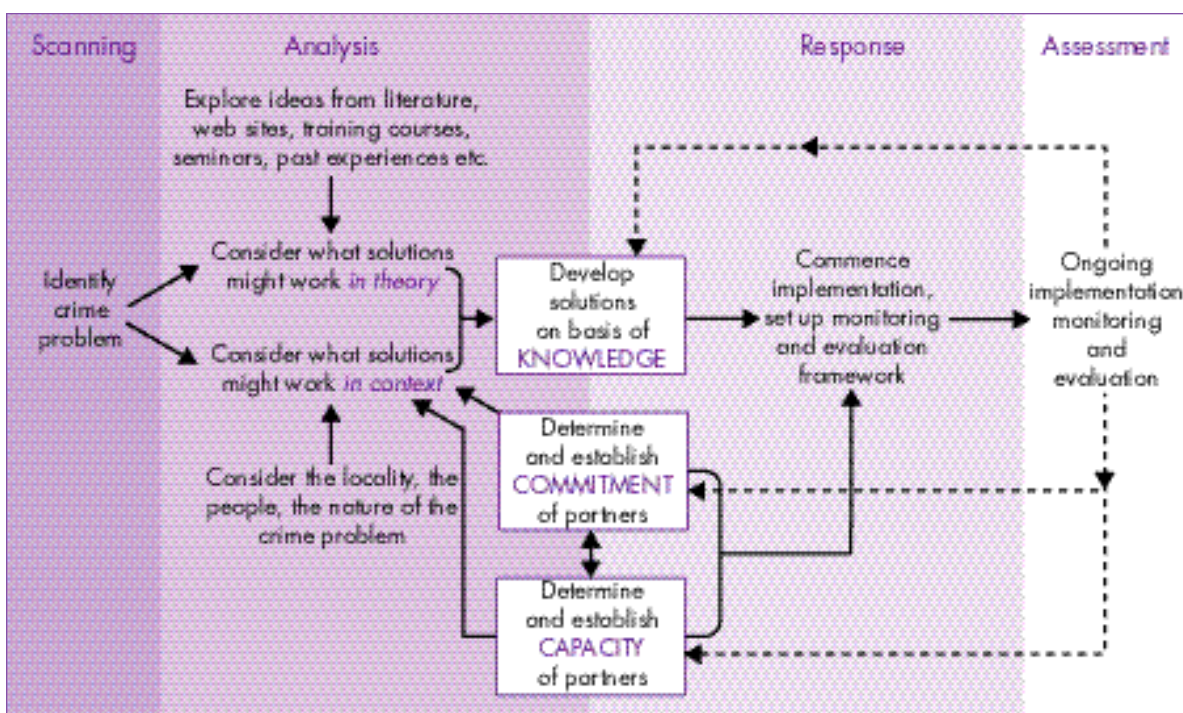 Scanning
Analysis
Response
Assessment
Explore ideas from literature,
web sites, training courses,
seminars, past experiences etc.
Consider what solutions
might work in theory
Identify
crime
problem
Consider what solutions
might work in context
Consider the locality, the
people, the nature of the
crime problem
Develop
solutions
on basis of
KNOWLEDGE
Determine
and establish
COMMITMENT
of partners
Determine
and establish
CAPACITY
of partners
Commence
implementation,
set up monitoring
and evaluation
framework
Ongoing
implementation
monitoring
and
evaluation